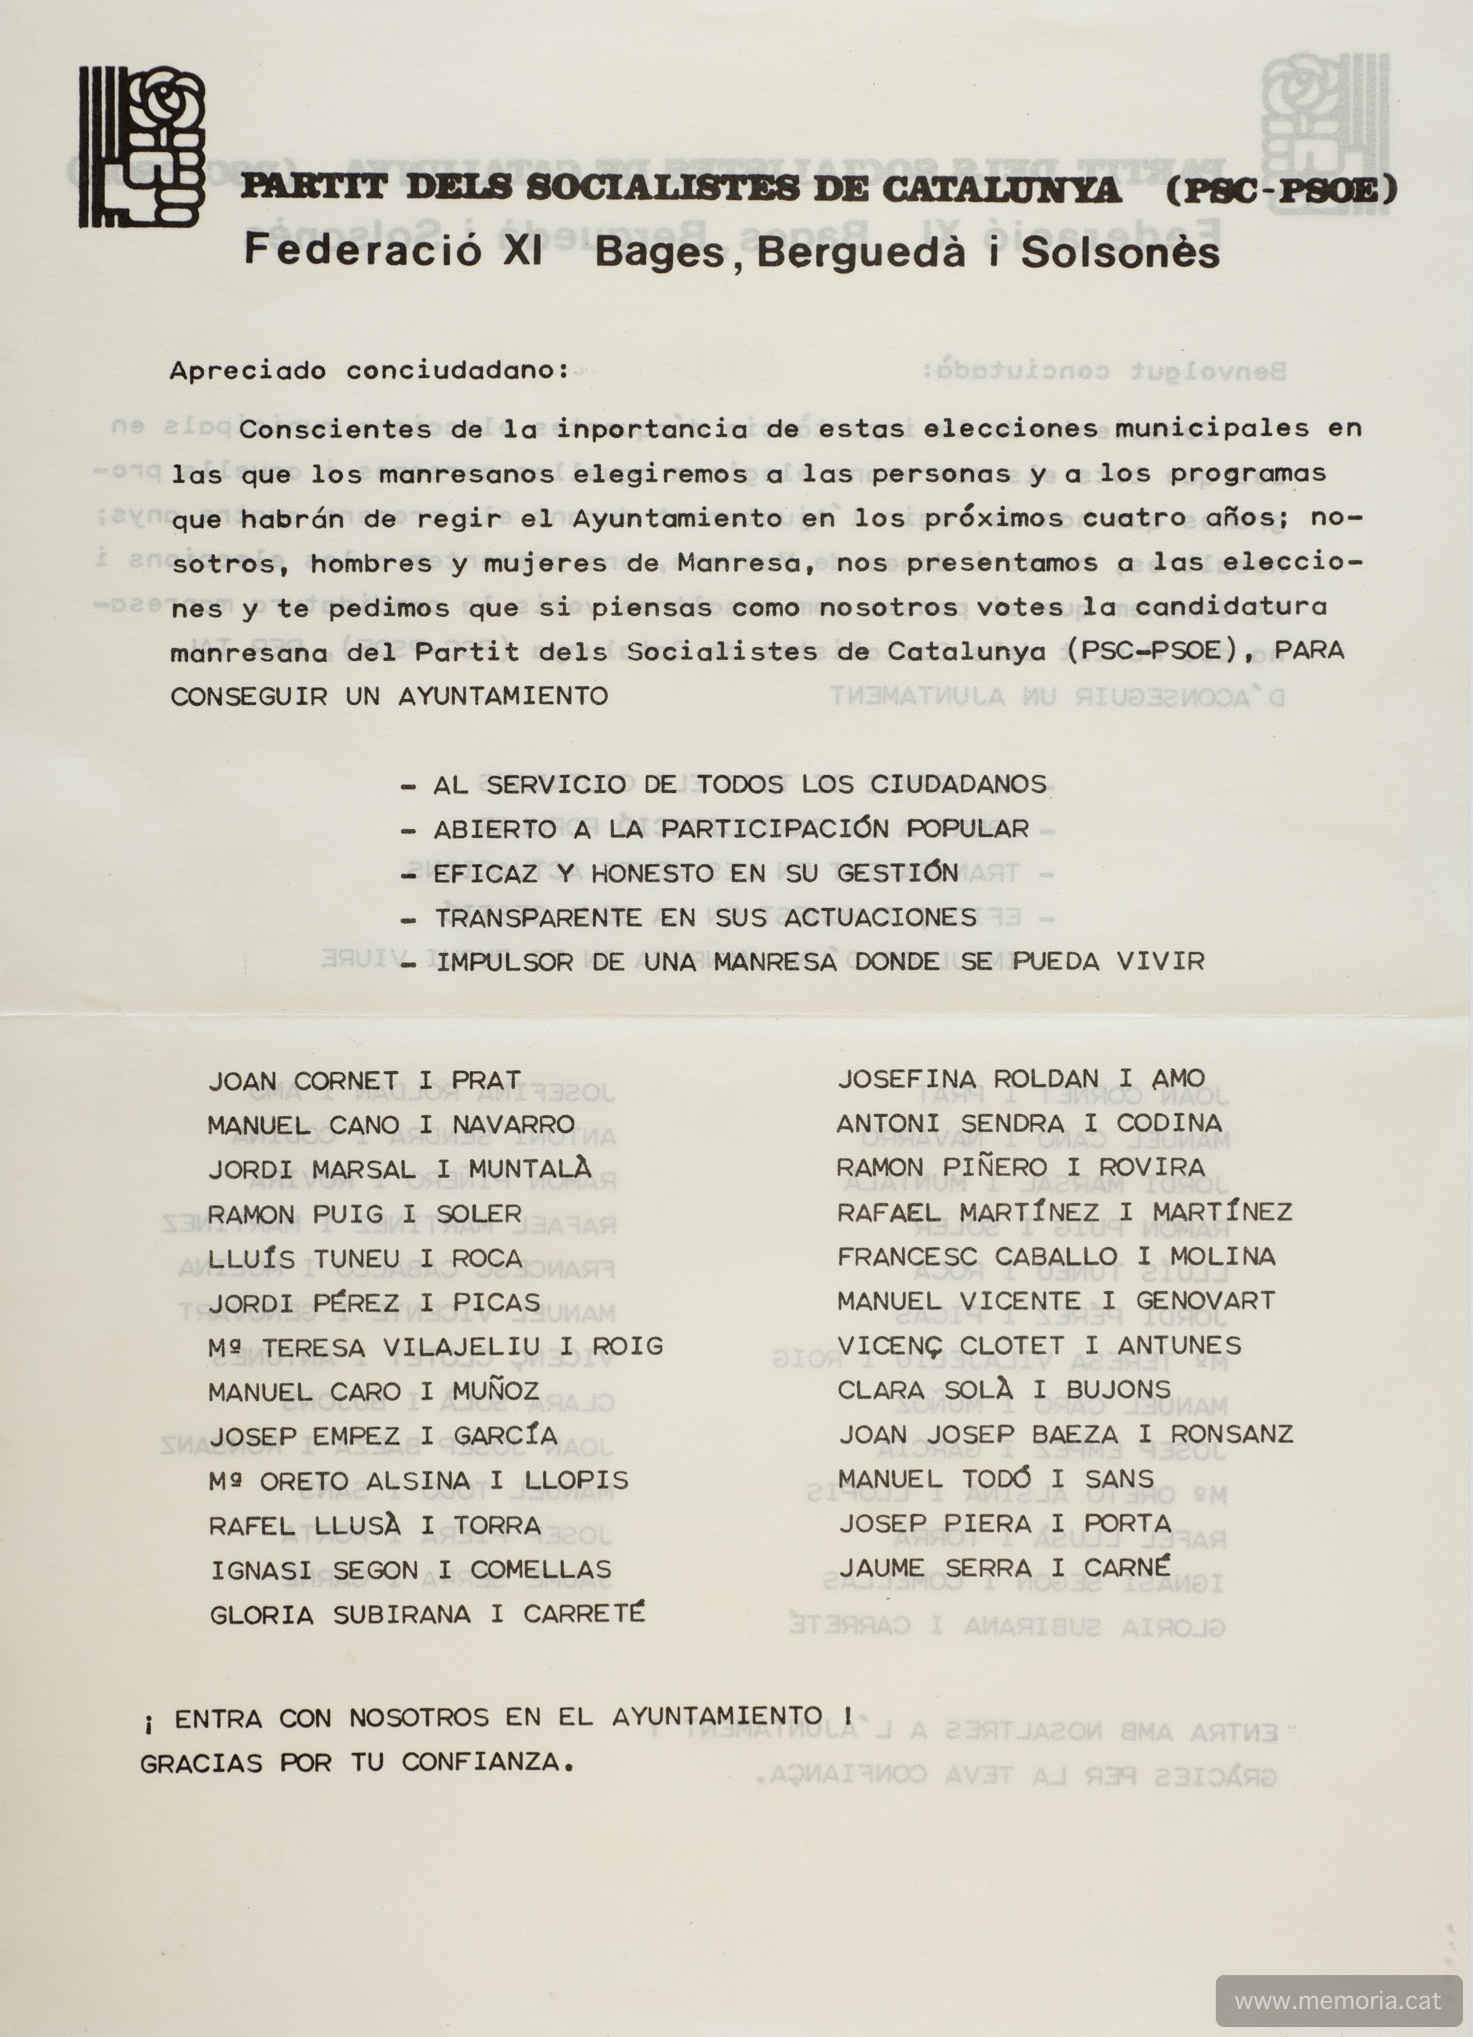 PARTIT DELS SOCIALISTES DE CATALUNYA (PSC-PSOE)
Federació XI Bages, Berguedà i Solsonès
Apreciado conciudadano:
Conscientes de la inportancia de estas elecciones municipales en
las que los manresanos elegiremos a las personas y a los programas
que habrán de regir el Ayuntamiento en los próximos cuatro años; no-
sotros, hombres y mujeres de Manresa, nos presentamos a las eleccio-
nes y te pedimos que si piensas como nosotros votes la candidatura
manresana del Partit dels Socialistes de Catalunya (PSC-PSOE), PARA
CONSEGUIR UN AYUNTAMIENTO
- AL SERVICIO DE TODOS LOS CIUDADANOS
- ABIERTO A LA PARTICIPACIÓN POPULAR
- EFICAZ Y HONESTO EN SU GESTIÓN
- TRANSPARENTE EN SUS ACTUACIONES
- IMPULSOR DE UNA MANRESA DONDE SE PUEDA VIVIR
JOAN CORNET I PRAT
MANUEL CANO I NAVARRO
JORDI MARSAL I MUNTALÀ
RAMON PUIG I SOLER
LLUÍS TUNEU I ROCA
JORDI PÉREZ I PICAS
Mª TERESA VILAJELIU I ROIG
MANUEL CARO I MUÑOZ
JOSEP EMPEZ I GARCÍA
Mª ORETO ALSINA I LLOPIS
RAFEL LLUSÀ I TORRA
IGNASI SEGON I COMELLAS
GLORIA SUBIRANA I CARRETÉ
JOSEFINA ROLDAN I AMO
ANTONI SENDRA I CODINA
RAMON PIÑERO I ROVIRA
RAFAEL MARTÍNEZ I MARTÍNEZ
FRANCESC CABALLO I MOLINA
MANUEL VICENTE I GENOVART
VICENÇ CLOTET I ANTUNES
CLARA SOLÀ I BUJONS
JOAN JOSEP BAEZA I RONSANZ
MANUEL TODÓ I SANS
JOSEP PIERA I PORTA
JAUME SERRA I CARNÉ
¡ ENTRA CON NOSOTROS EN EL AYUNTAMIENTO !
GRACIAS POR TU CONFIANZA.
www.memoria.cat